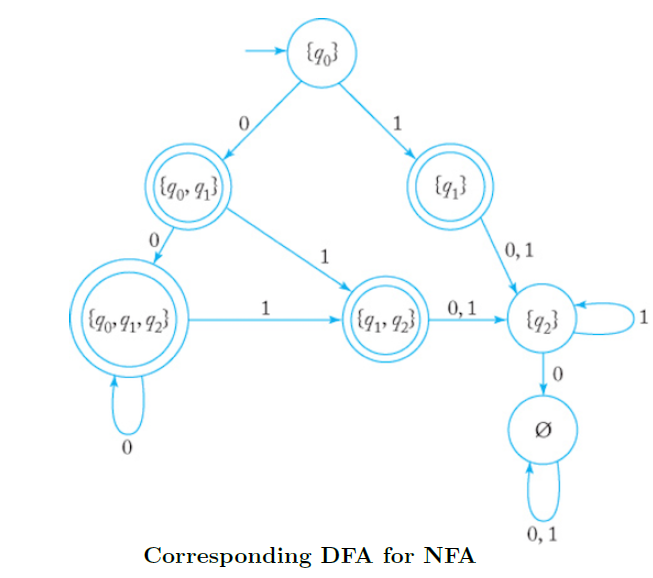 {q₀}
0
1
{q₀, q₁}
{q₁}
0
1
0, 1
{q₀, q₁, q₂}
1
{q₁, q₂}
0, 1
{q₂}
1
0
0
Ø
0, 1
Corresponding DFA for NFA